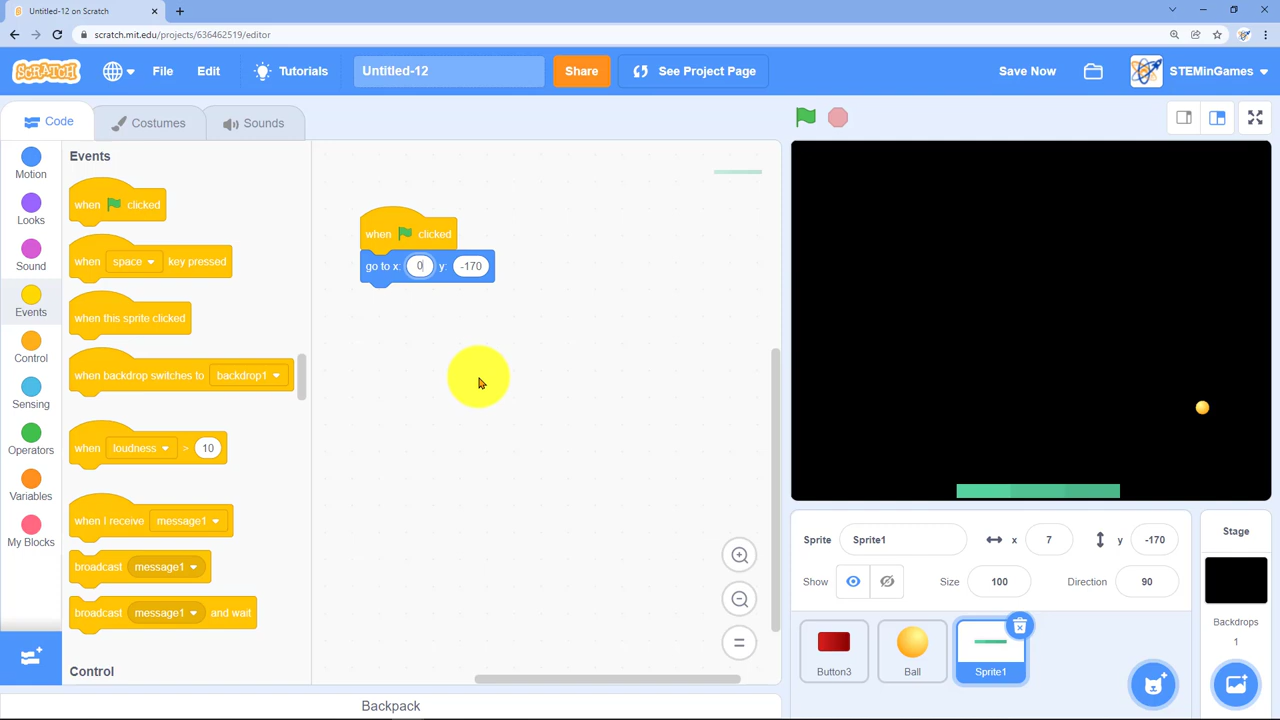 Untitled-12 on Scratch
scratch.mit.edu/projects/636462519/editor
SCRATCH
File
Edit
Tutorials
Untitled-12
Share
See Project Page
Save Now
STEMinGames
Code
Costumes
Sounds
Motion
Looks
Sound
Events
Control
Sensing
Operators
Variables
My Blocks
Events
when clicked
when space key pressed
when this sprite clicked
when backdrop switches to backdrop1
when loudness > 10
when I receive message1
broadcast message1
broadcast message1 and wait
Control
when clicked
go to x: 0 y: -170
Sprite Sprite1 x 7 y -170
Show Size 100 Direction 90
Button3
Ball
Sprite1
Stage
Backdrops
1
Backpack